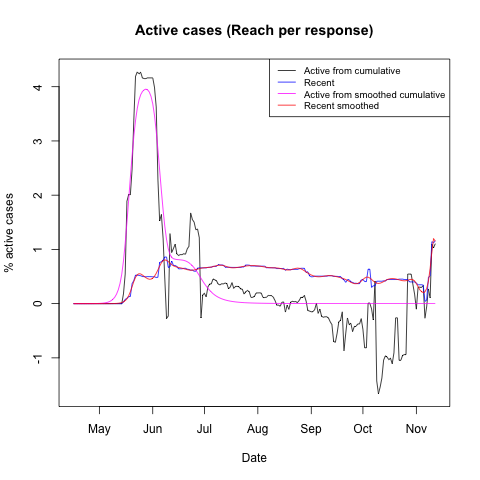 Active cases (Reach per response)
Active from cumulative
Recent
Active from smoothed cumulative
Recent smoothed
% active cases
4
3
2
1
0
-1
May Jun Jul Aug Sep Oct Nov
Date